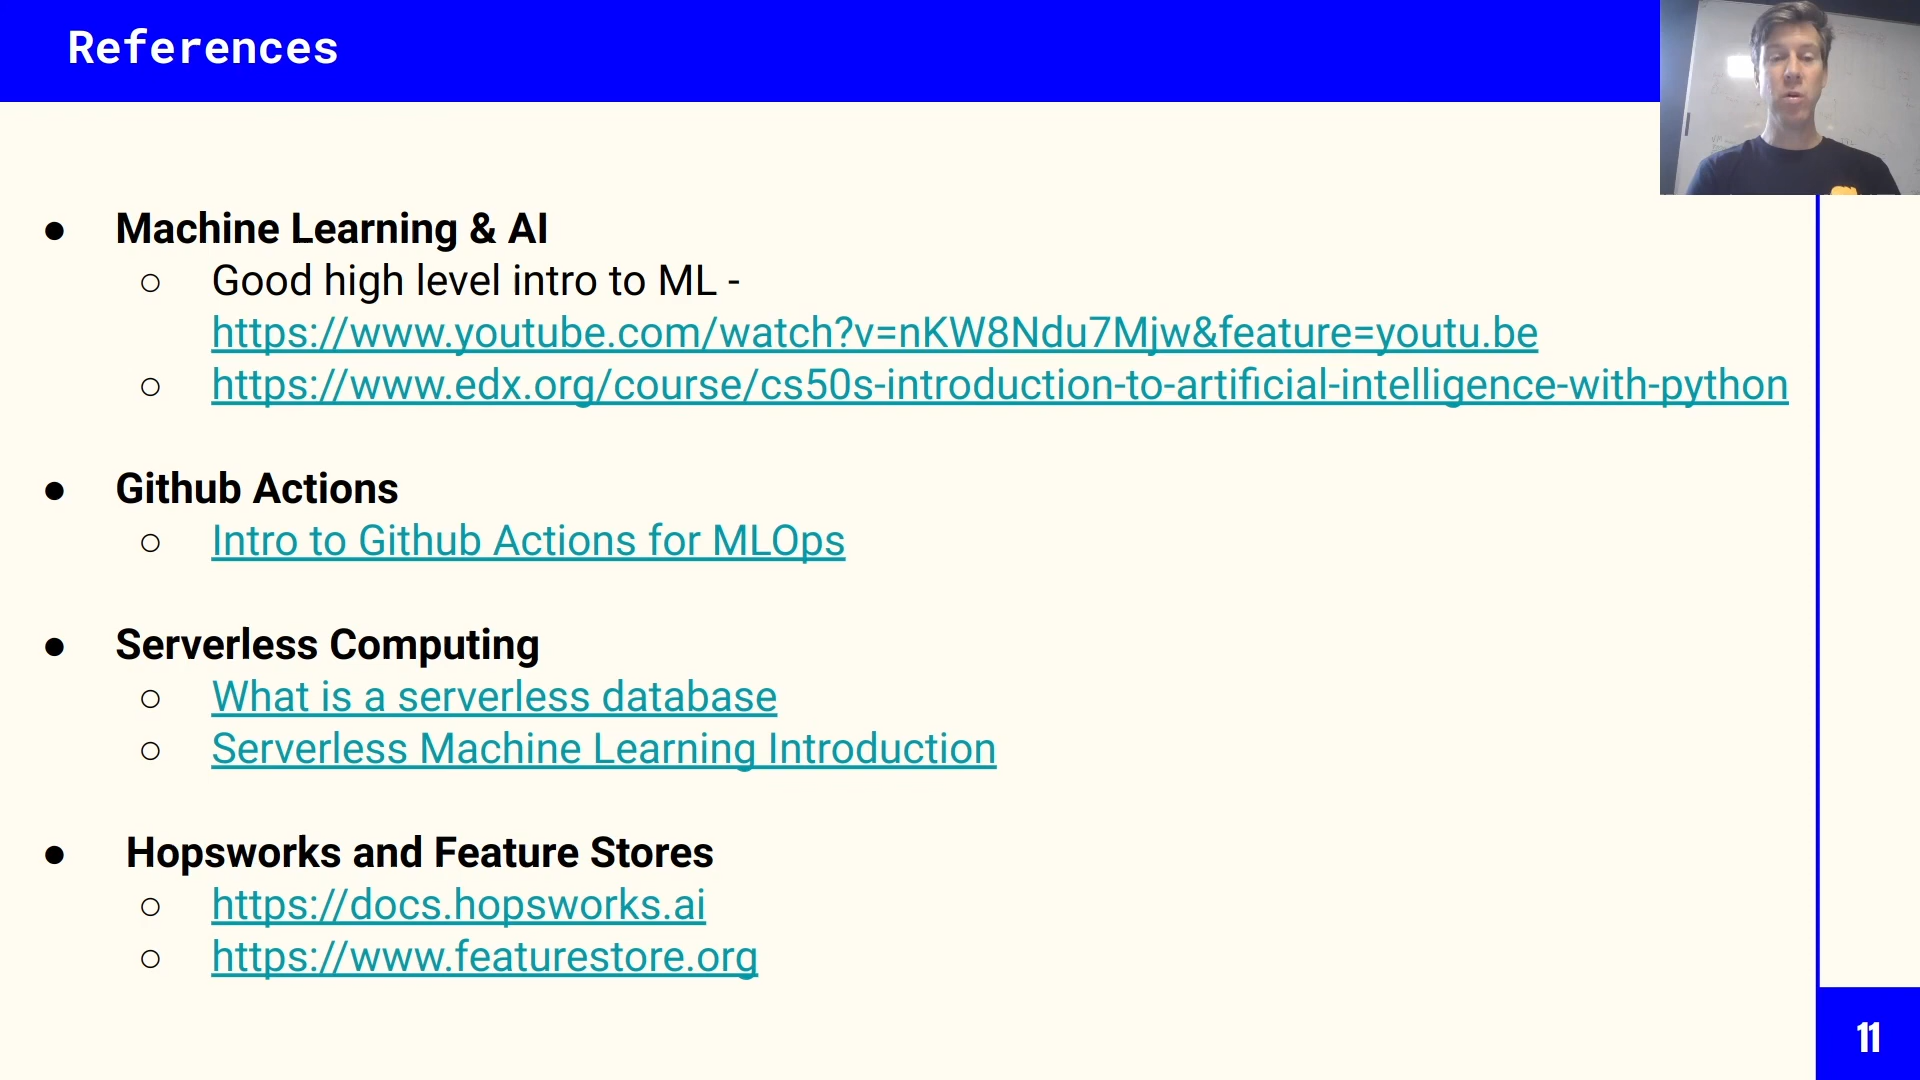 References
● Machine Learning & AI
○ Good high level intro to ML -
https://www.youtube.com/watch?v=nKW8Ndu7Mjw&feature=youtu.be
○ https://www.edx.org/course/cs50s-introduction-to-artificial-intelligence-with-python
● Github Actions
○ Intro to Github Actions for MLOps
● Serverless Computing
○ What is a serverless database
○ Serverless Machine Learning Introduction
● Hopsworks and Feature Stores
○ https://docs.hopsworks.ai
○ https://www.featurestore.org
11